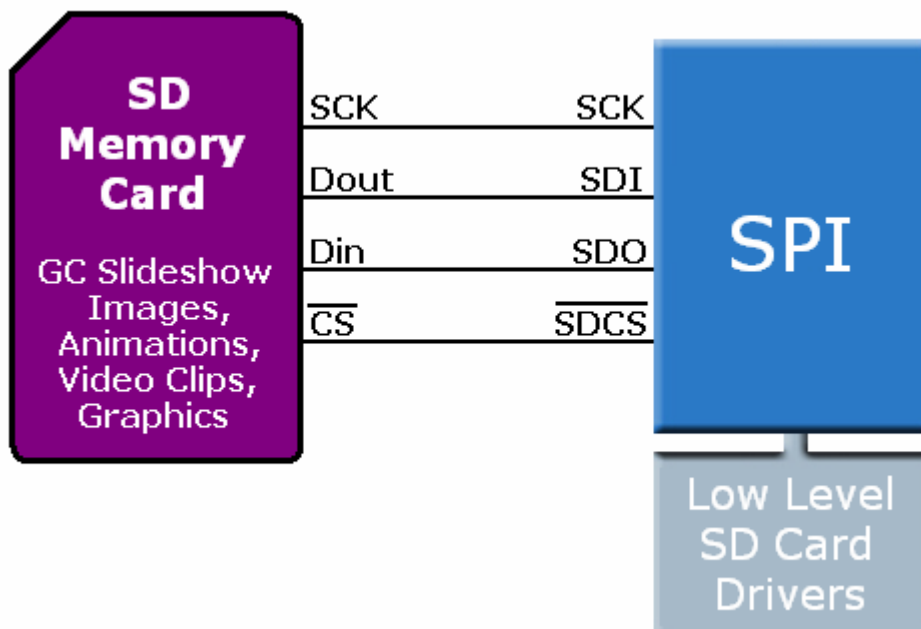 SD
Memory
Card
GC Slideshow
Images,
Animations,
Video Clips,
Graphics
SCK SCK
Dout SDI
Din SDO
CS SDCS
SPI
Low Level
SD Card
Drivers